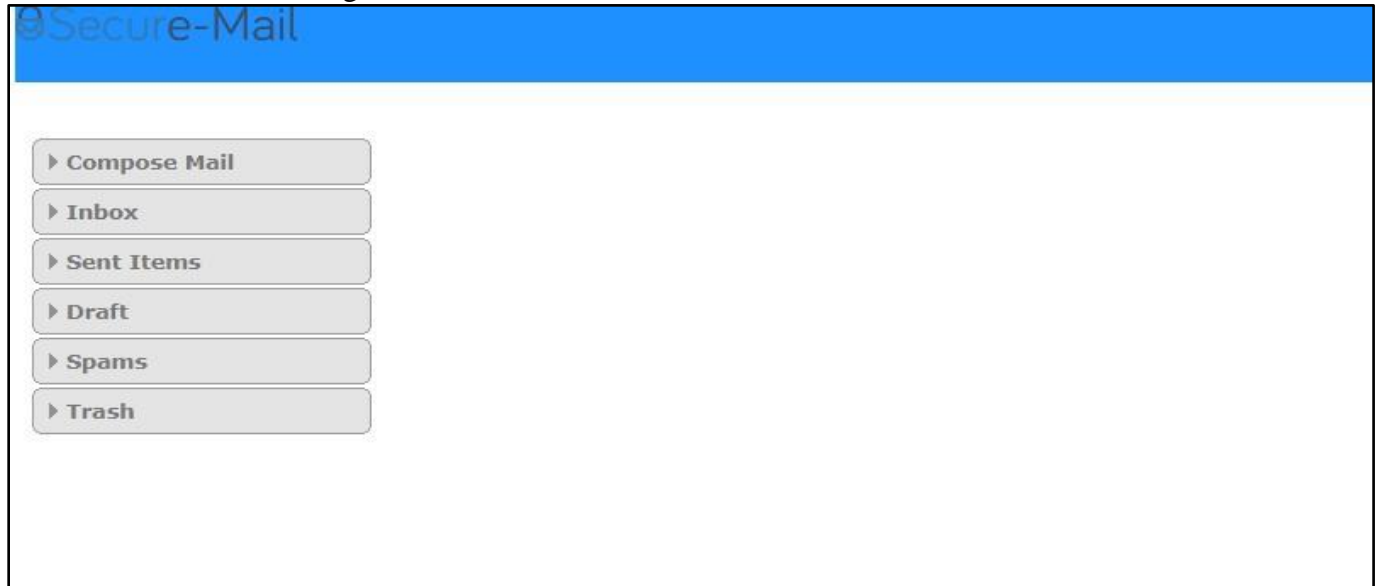 Secure-Mail
Compose Mail
Inbox
Sent Items
Draft
Spams
Trash